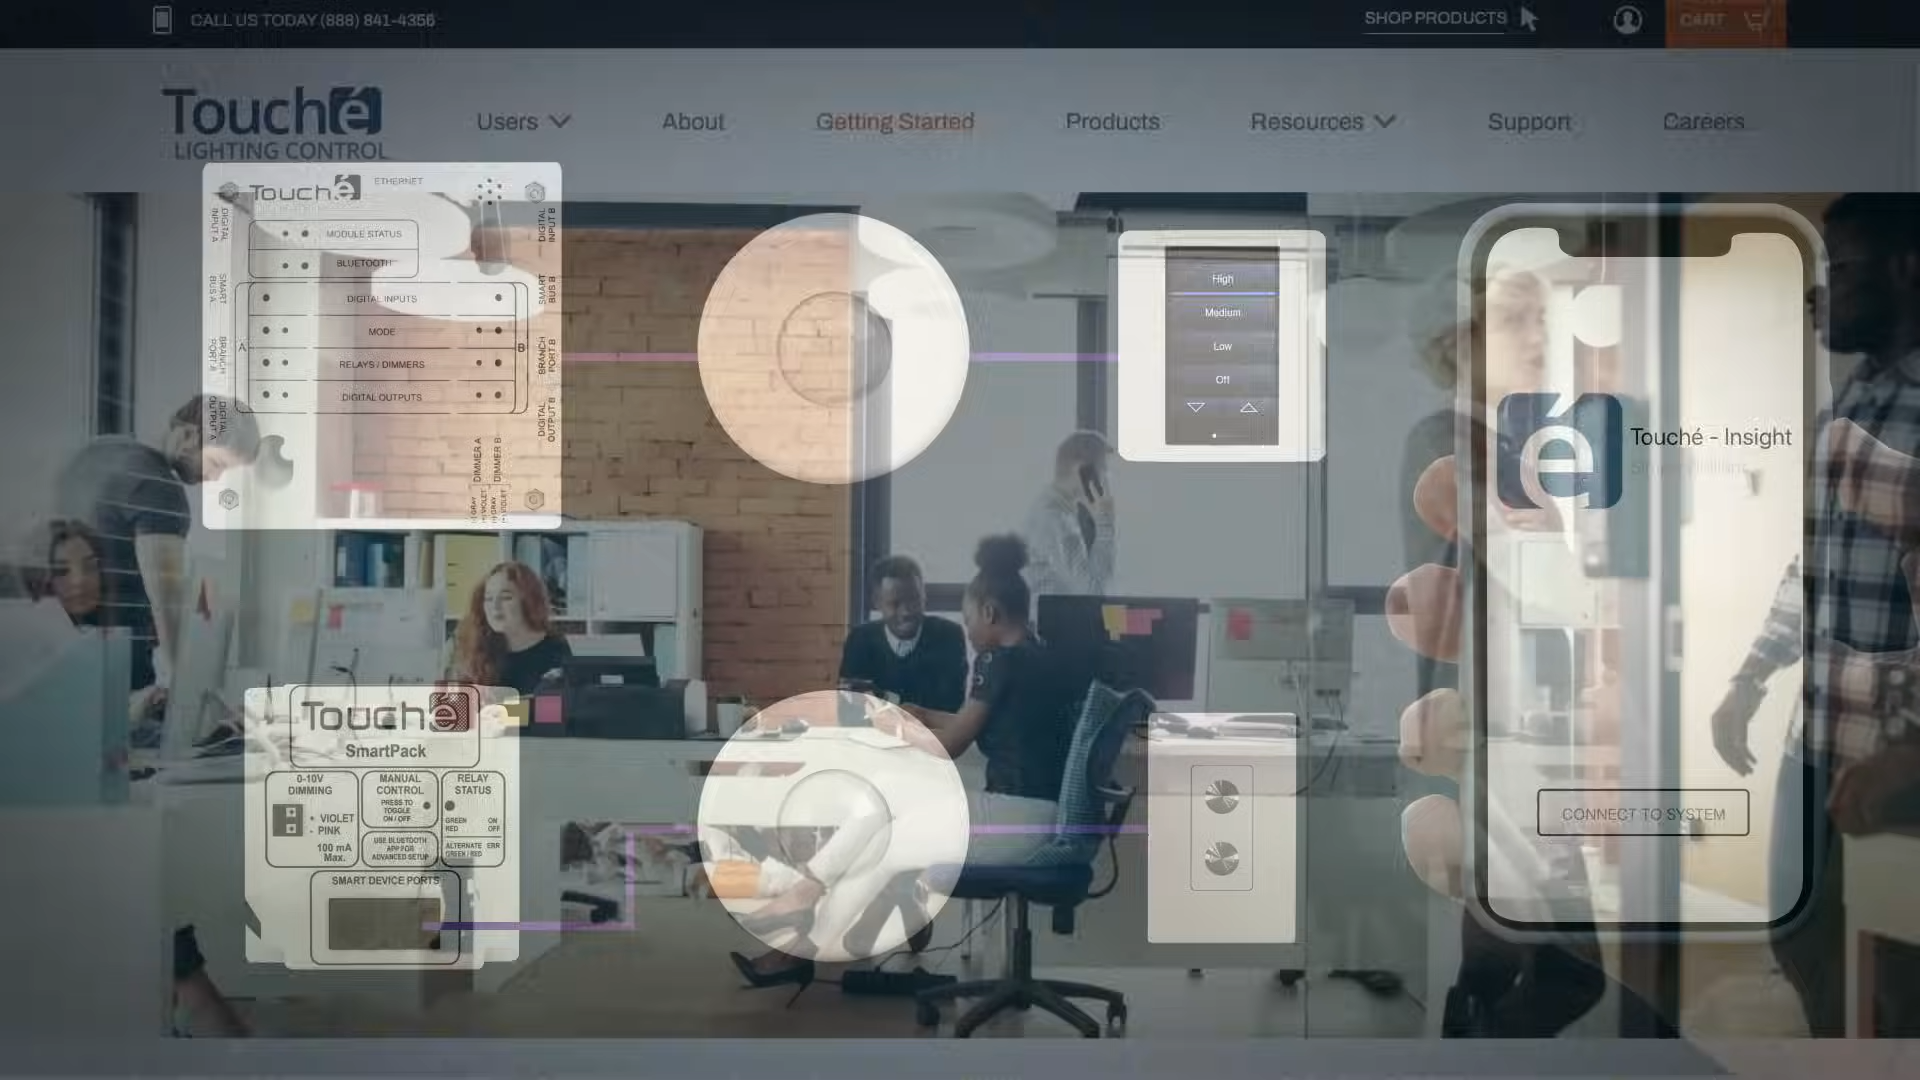 CALL US TODAY (888) 841-4356
SHOP PRODUCTS
CART
Touché
LIGHTING CONTROL
Users
About
Getting Started
Products
Resources
Support
Careers
Touché
ETHERNET
DIGITAL INPUT A
DIGITAL INPUT B
MODULE STATUS
BLUETOOTH
SMART BUS A
SMART BUS B
DIGITAL INPUTS
MODE
A
B
BRANCH PORT A
BRANCH PORT B
RELAYS / DIMMERS
DIGITAL OUTPUTS
DIGITAL OUTPUT A
DIGITAL OUTPUT B
DIMMER A
DIMMER B
(-) GRAY
(+) VIOLET
(-) GRAY
(+) VIOLET
High
Medium
Low
Off
é
Touché - Insight
CONNECT TO SYSTEM
Touché
SmartPack
0-10V
DIMMING
+ VIOLET
- PINK
100 mA
Max.
MANUAL
CONTROL
PRESS TO
TOGGLE
ON / OFF
USE BLUETOOTH
APP FOR
ADVANCED SETUP
RELAY
STATUS
GREEN ON
RED OFF
ALTERNATE ERR
GREEN / RED
SMART DEVICE PORTS